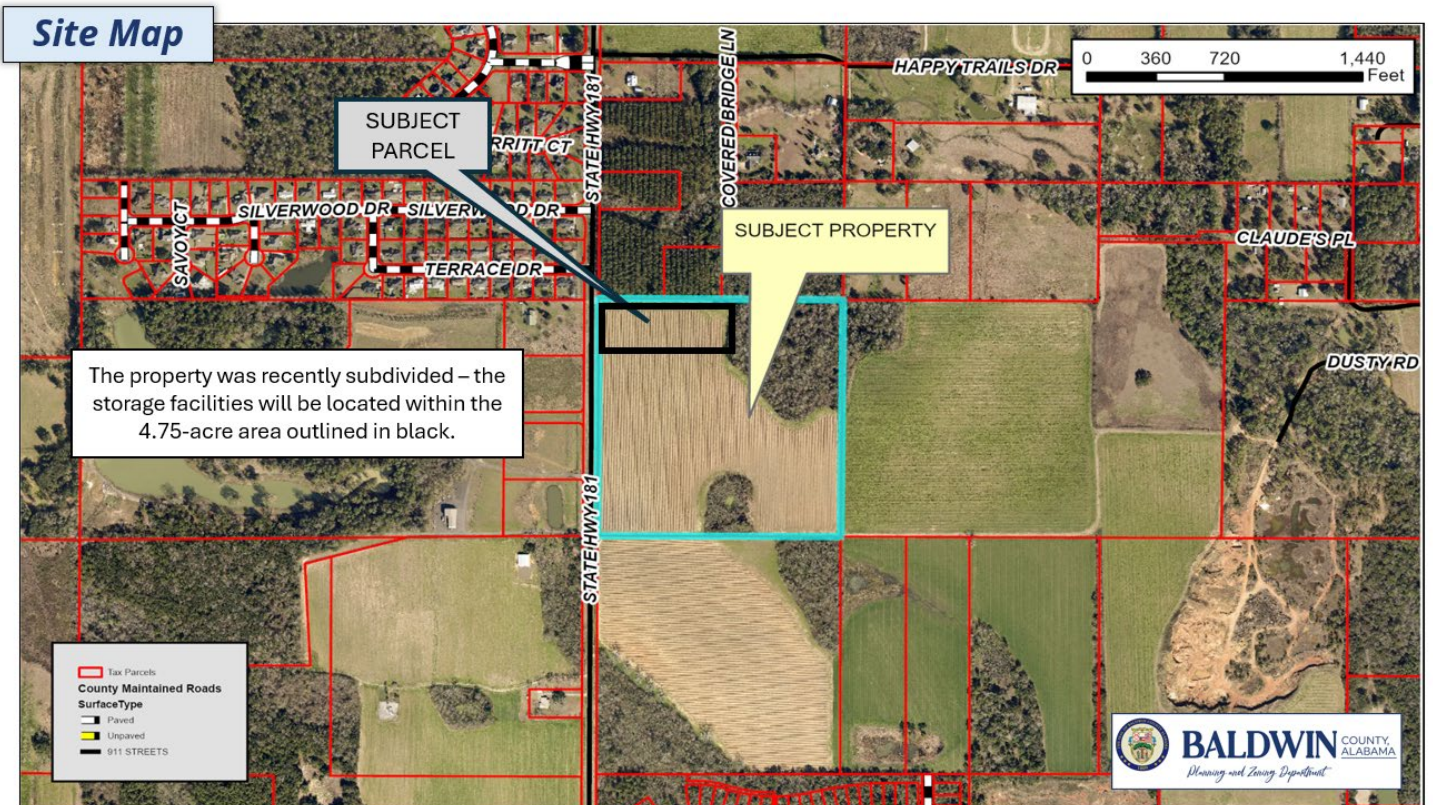 Site Map
0 360 720 1,440
Feet
HAPPY TRAILS DR
COVERED BRIDGE LN
STATE HWY 181
SUBJECT
PARCEL
RRITT CT
SILVERWOOD DR
SILVERWOOD DR
SAVOY CT
TERRACE DR
SUBJECT PROPERTY
CLAUDE'S PL
DUSTY RD
The property was recently subdivided – the
storage facilities will be located within the
4.75-acre area outlined in black.
STATE HWY 181
Tax Parcels
County Maintained Roads
SurfaceType
Paved
Unpaved
911 STREETS
BALDWIN COUNTY,
ALABAMA
Planning and Zoning Department